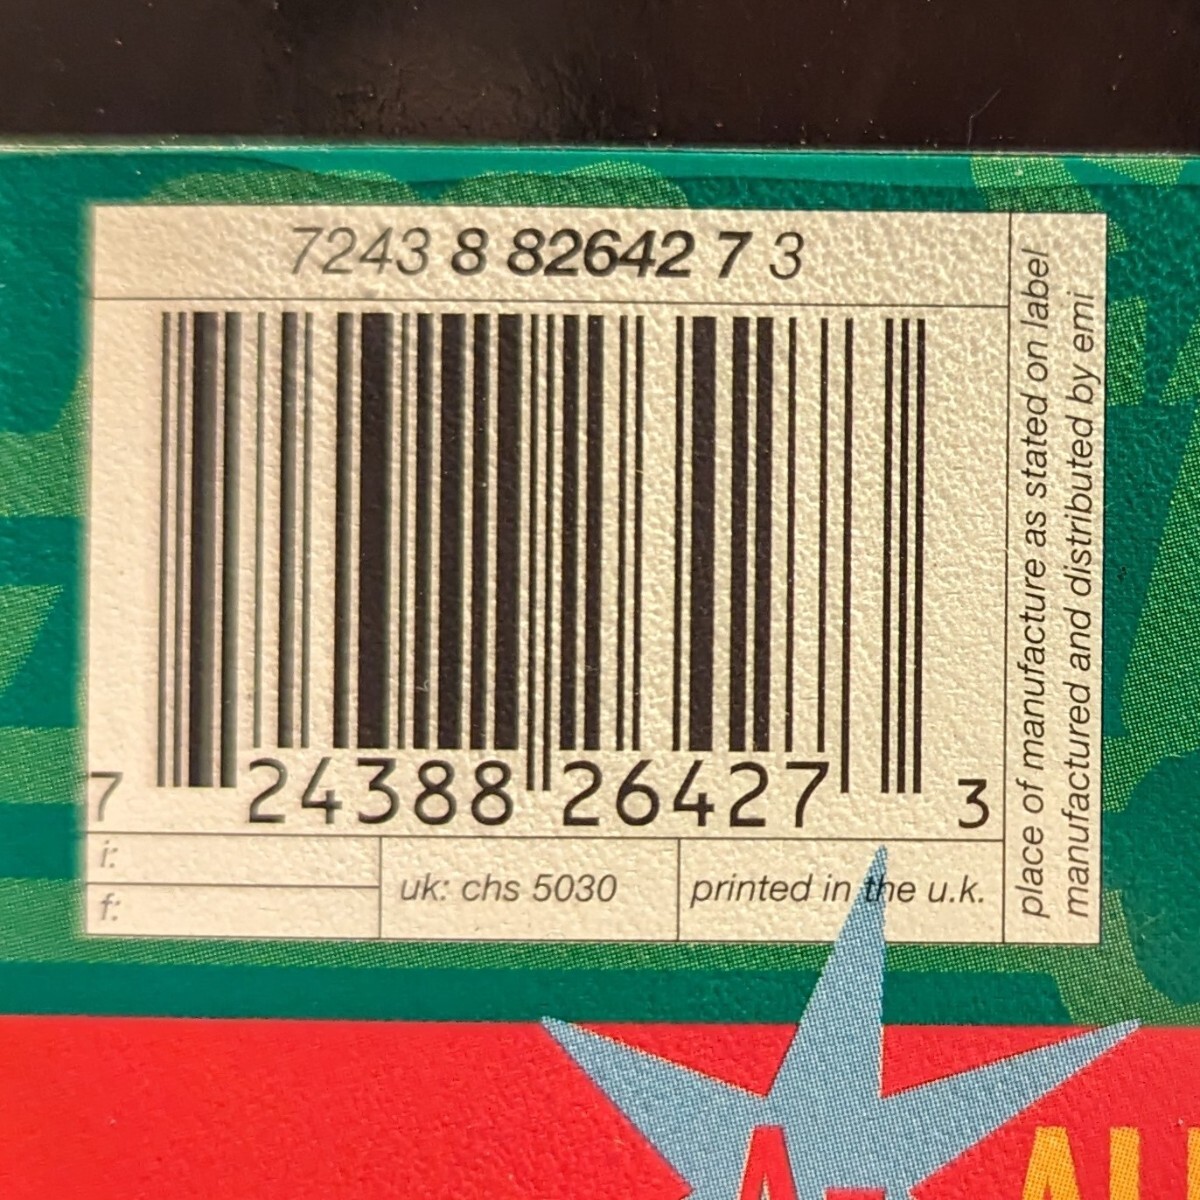 7243 8 82642 7 3
7 24388 26427 3
i:
f:
uk: chs 5030
printed in the u.k.
place of manufacture as stated on label
manufactured and distributed by emi